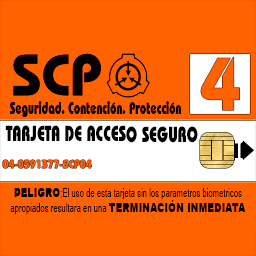 SCP
4
Seguridad. Contención. Protección
TARJETA DE ACCESO SEGURO
04-0591377-SCP04
PELIGRO:El uso de esta tarjeta sin los parametros biometricos
apropiados resultara en una TERMINACIÓN INMEDIATA